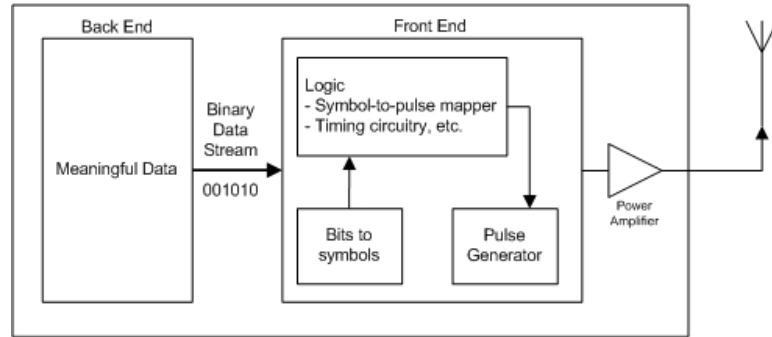 Back End
Front End
Logic
- Symbol-to-pulse mapper
- Timing circuitry, etc.
Binary
Data
Stream
001010
Meaningful Data
Bits to
symbols
Pulse
Generator
Power
Amplifier